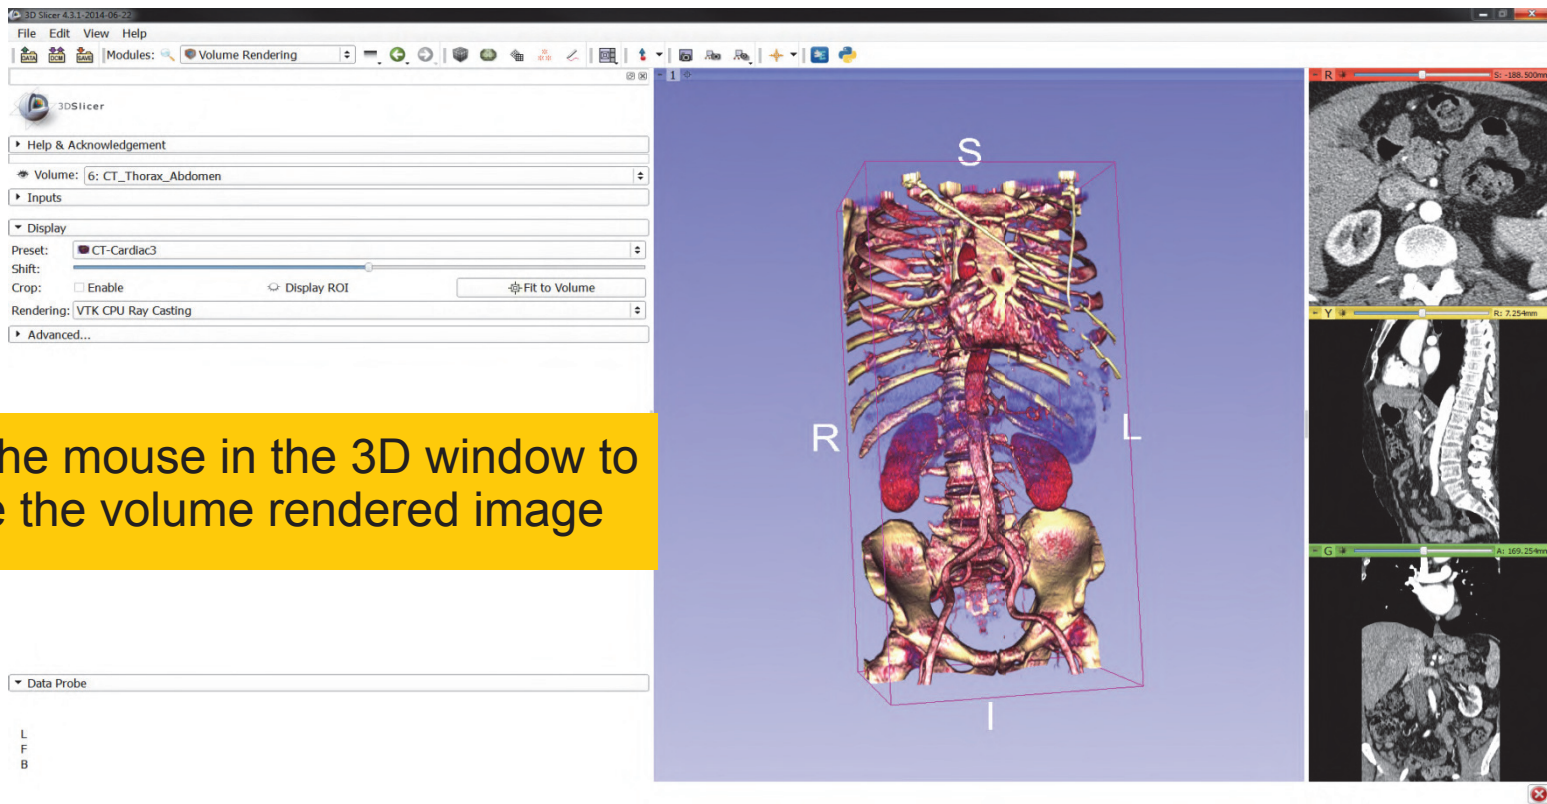 3D Slicer 4.3.1-2014-06-22
File Edit View Help
DATA DCM SAVE Modules: Volume Rendering
1
3DSlicer
Help & Acknowledgement
Volume: 6: CT_Thorax_Abdomen
Inputs
Display
Preset: CT-Cardiac3
Shift:
Crop: Enable Display ROI Fit to Volume
Rendering: VTK CPU Ray Casting
Advanced...
he mouse in the 3D window to
e the volume rendered image
Data Probe
L
F
B
S
R
L
I
R S: -188.500mm
Y R: 7.254mm
G A: 169.254mm